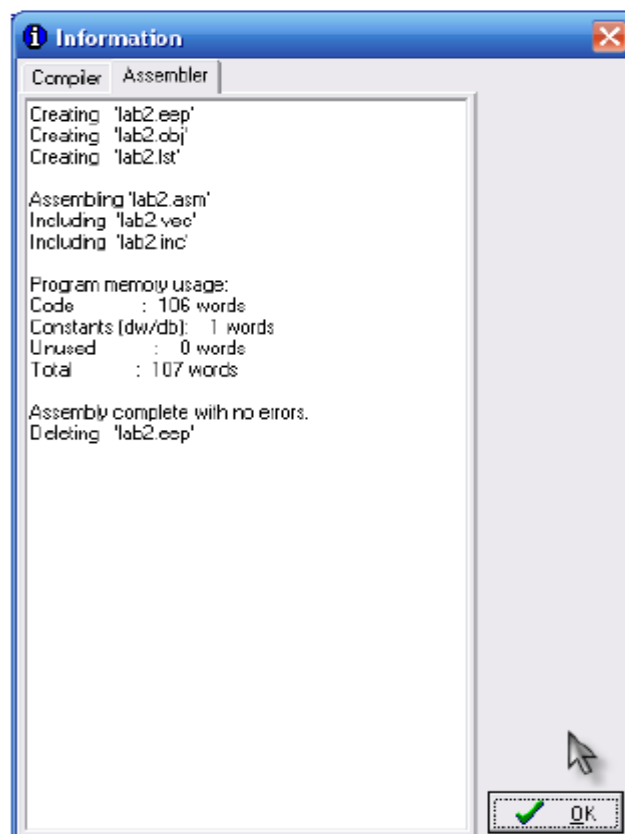 Information
Compiler Assembler
Creating 'lab2.eep'
Creating 'lab2.obj'
Creating 'lab2.lst'
Assembling 'lab2.asm'
Including 'lab2.vec'
Including 'lab2.inc'
Program memory usage:
Code : 106 words
Constants (dw/db): 1 words
Unused : 0 words
Total : 107 words
Assembly complete with no errors.
Deleting 'lab2.eep'
OK